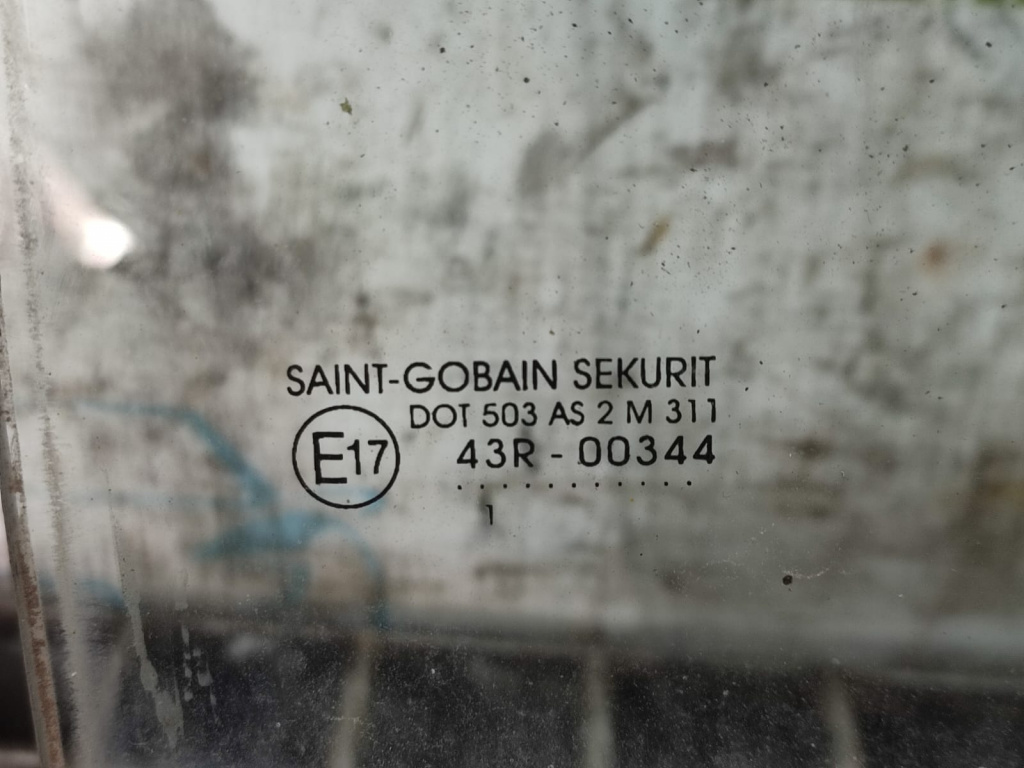 SAINT-GOBAIN SEKURIT
DOT 503 AS 2 M 311
E17 43R - 00344
...........
1